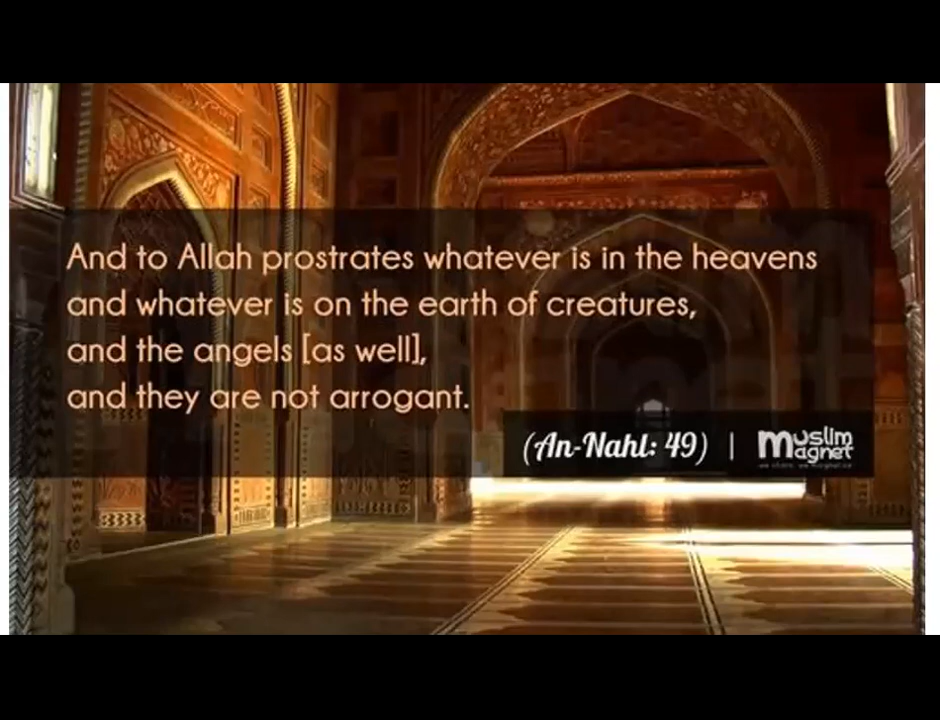 And to Allah prostrates whatever is in the heavens
and whatever is on the earth of creatures,
and the angels [as well],
and they are not arrogant.
(An-Nahl: 49) | muslim magnet